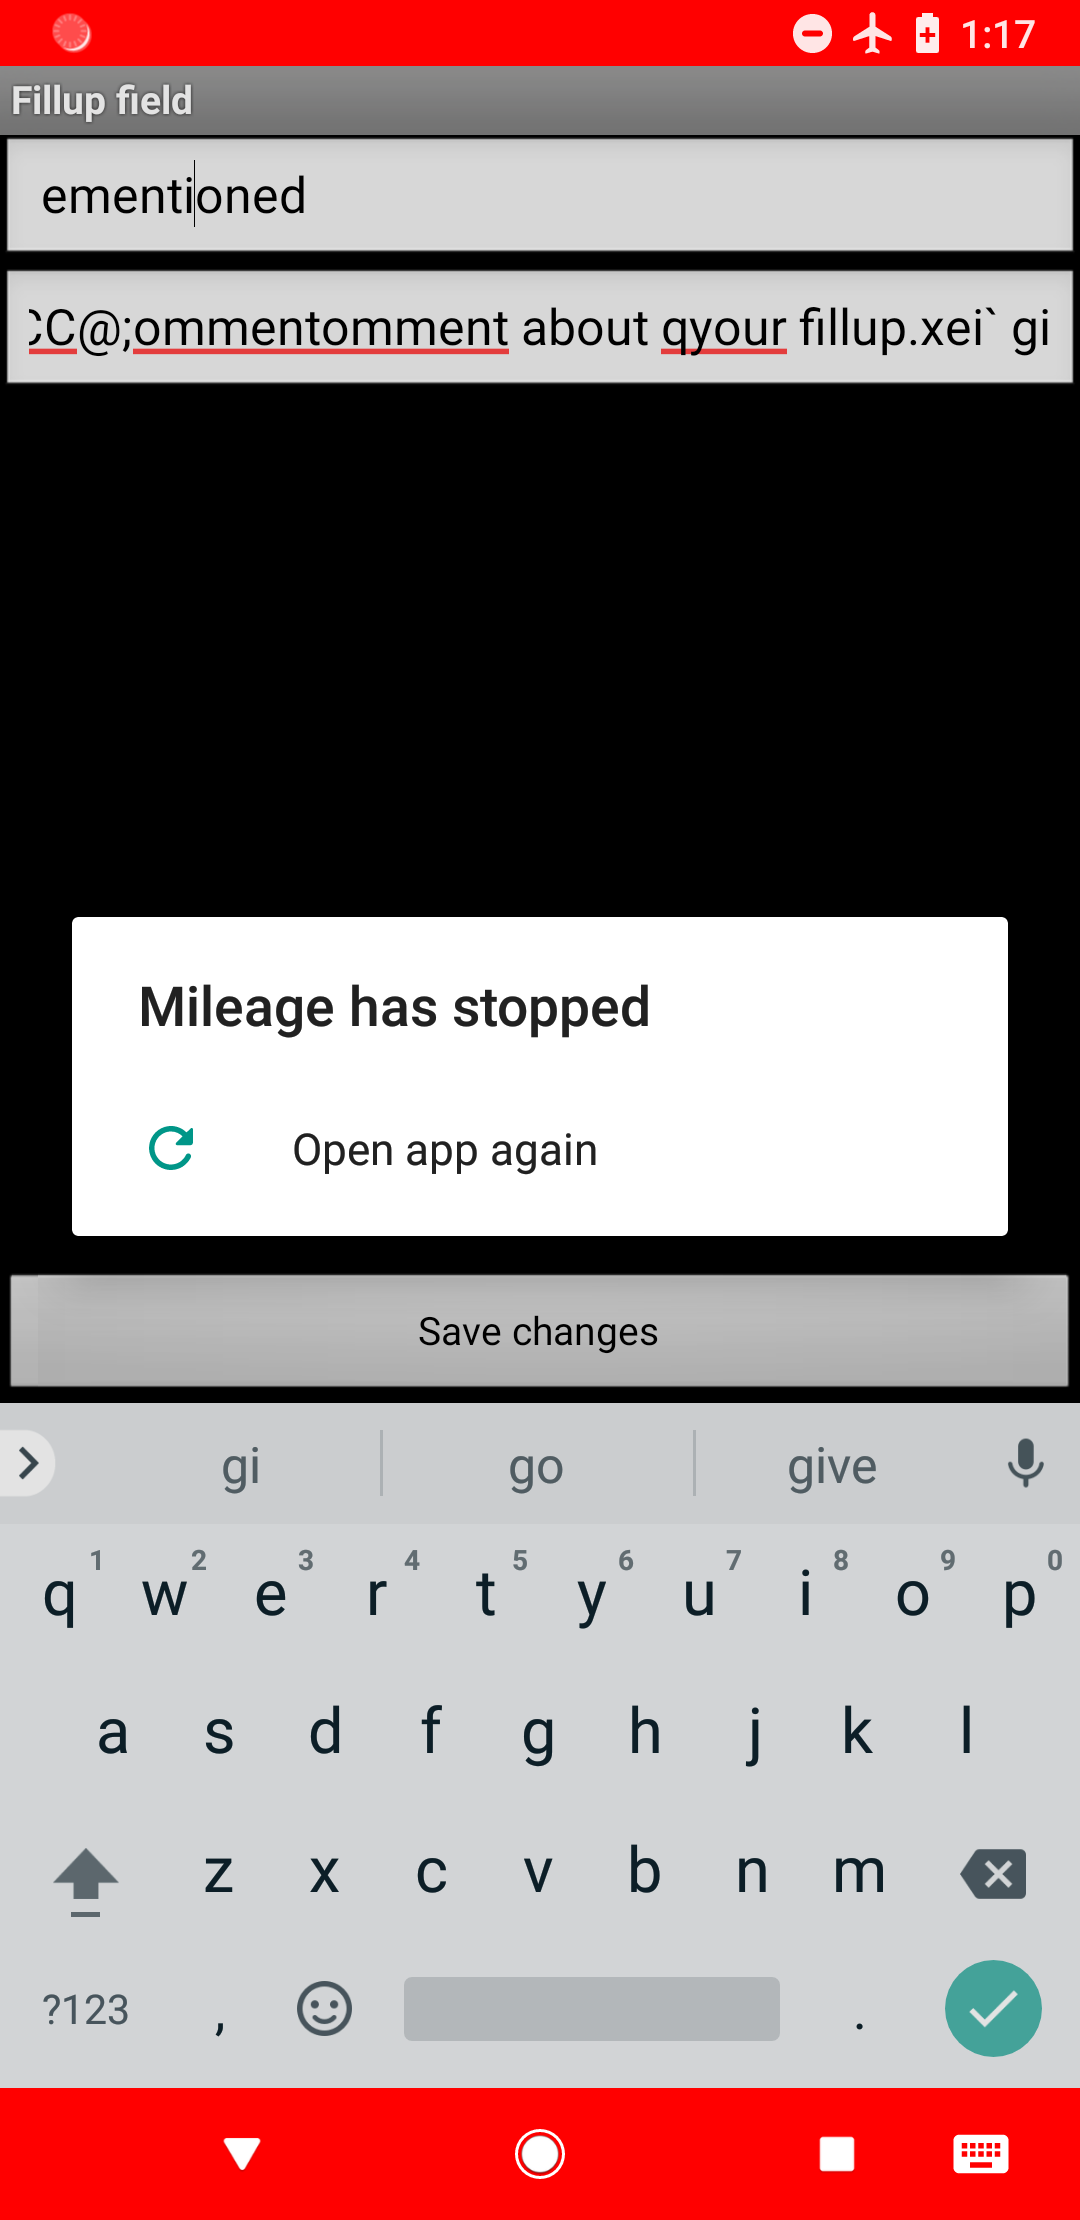 1:17
Fillup field
ementioned
CC@;ommentomment about qyour fillup.xei` gi
Mileage has stopped
Open app again
Save changes
gi go give
1 2 3 4 5 6 7 8 9 0
q w e r t y u i o p
a s d f g h j k l
z x c v b n m
?123 , .